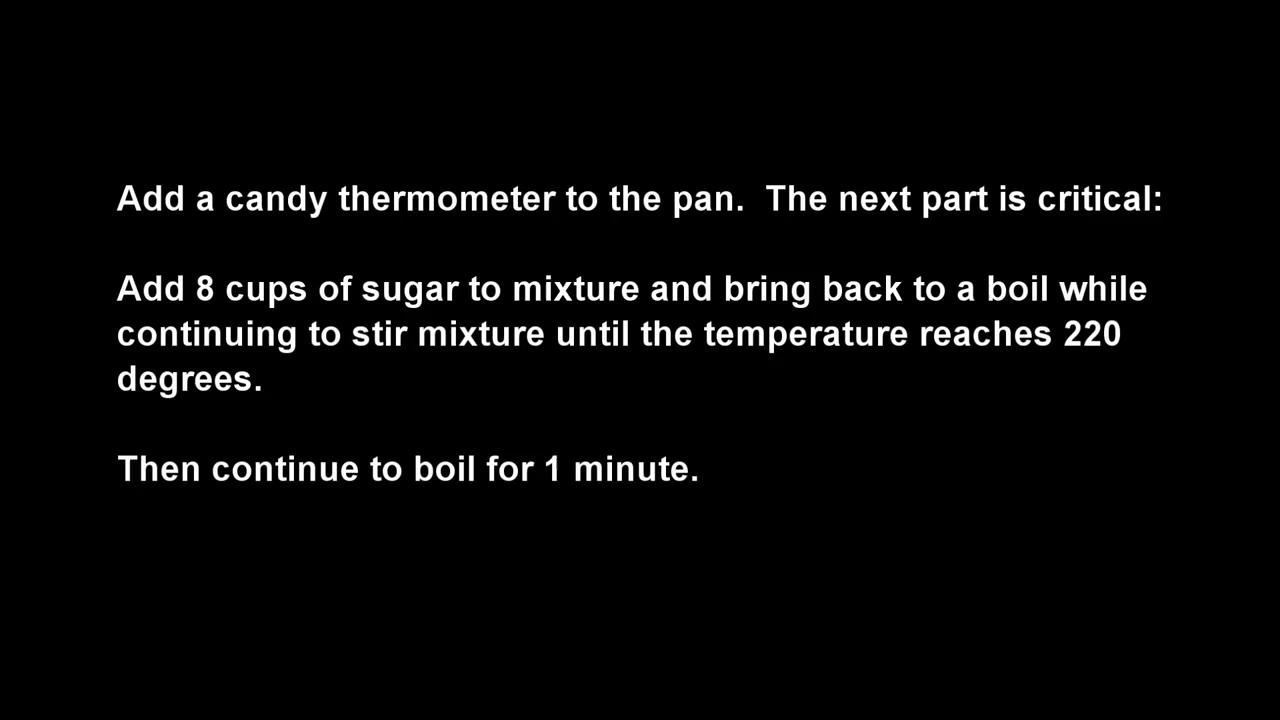 Add a candy thermometer to the pan.  The next part is critical:
Add 8 cups of sugar to mixture and bring back to a boil while
continuing to stir mixture until the temperature reaches 220
degrees.
Then continue to boil for 1 minute.